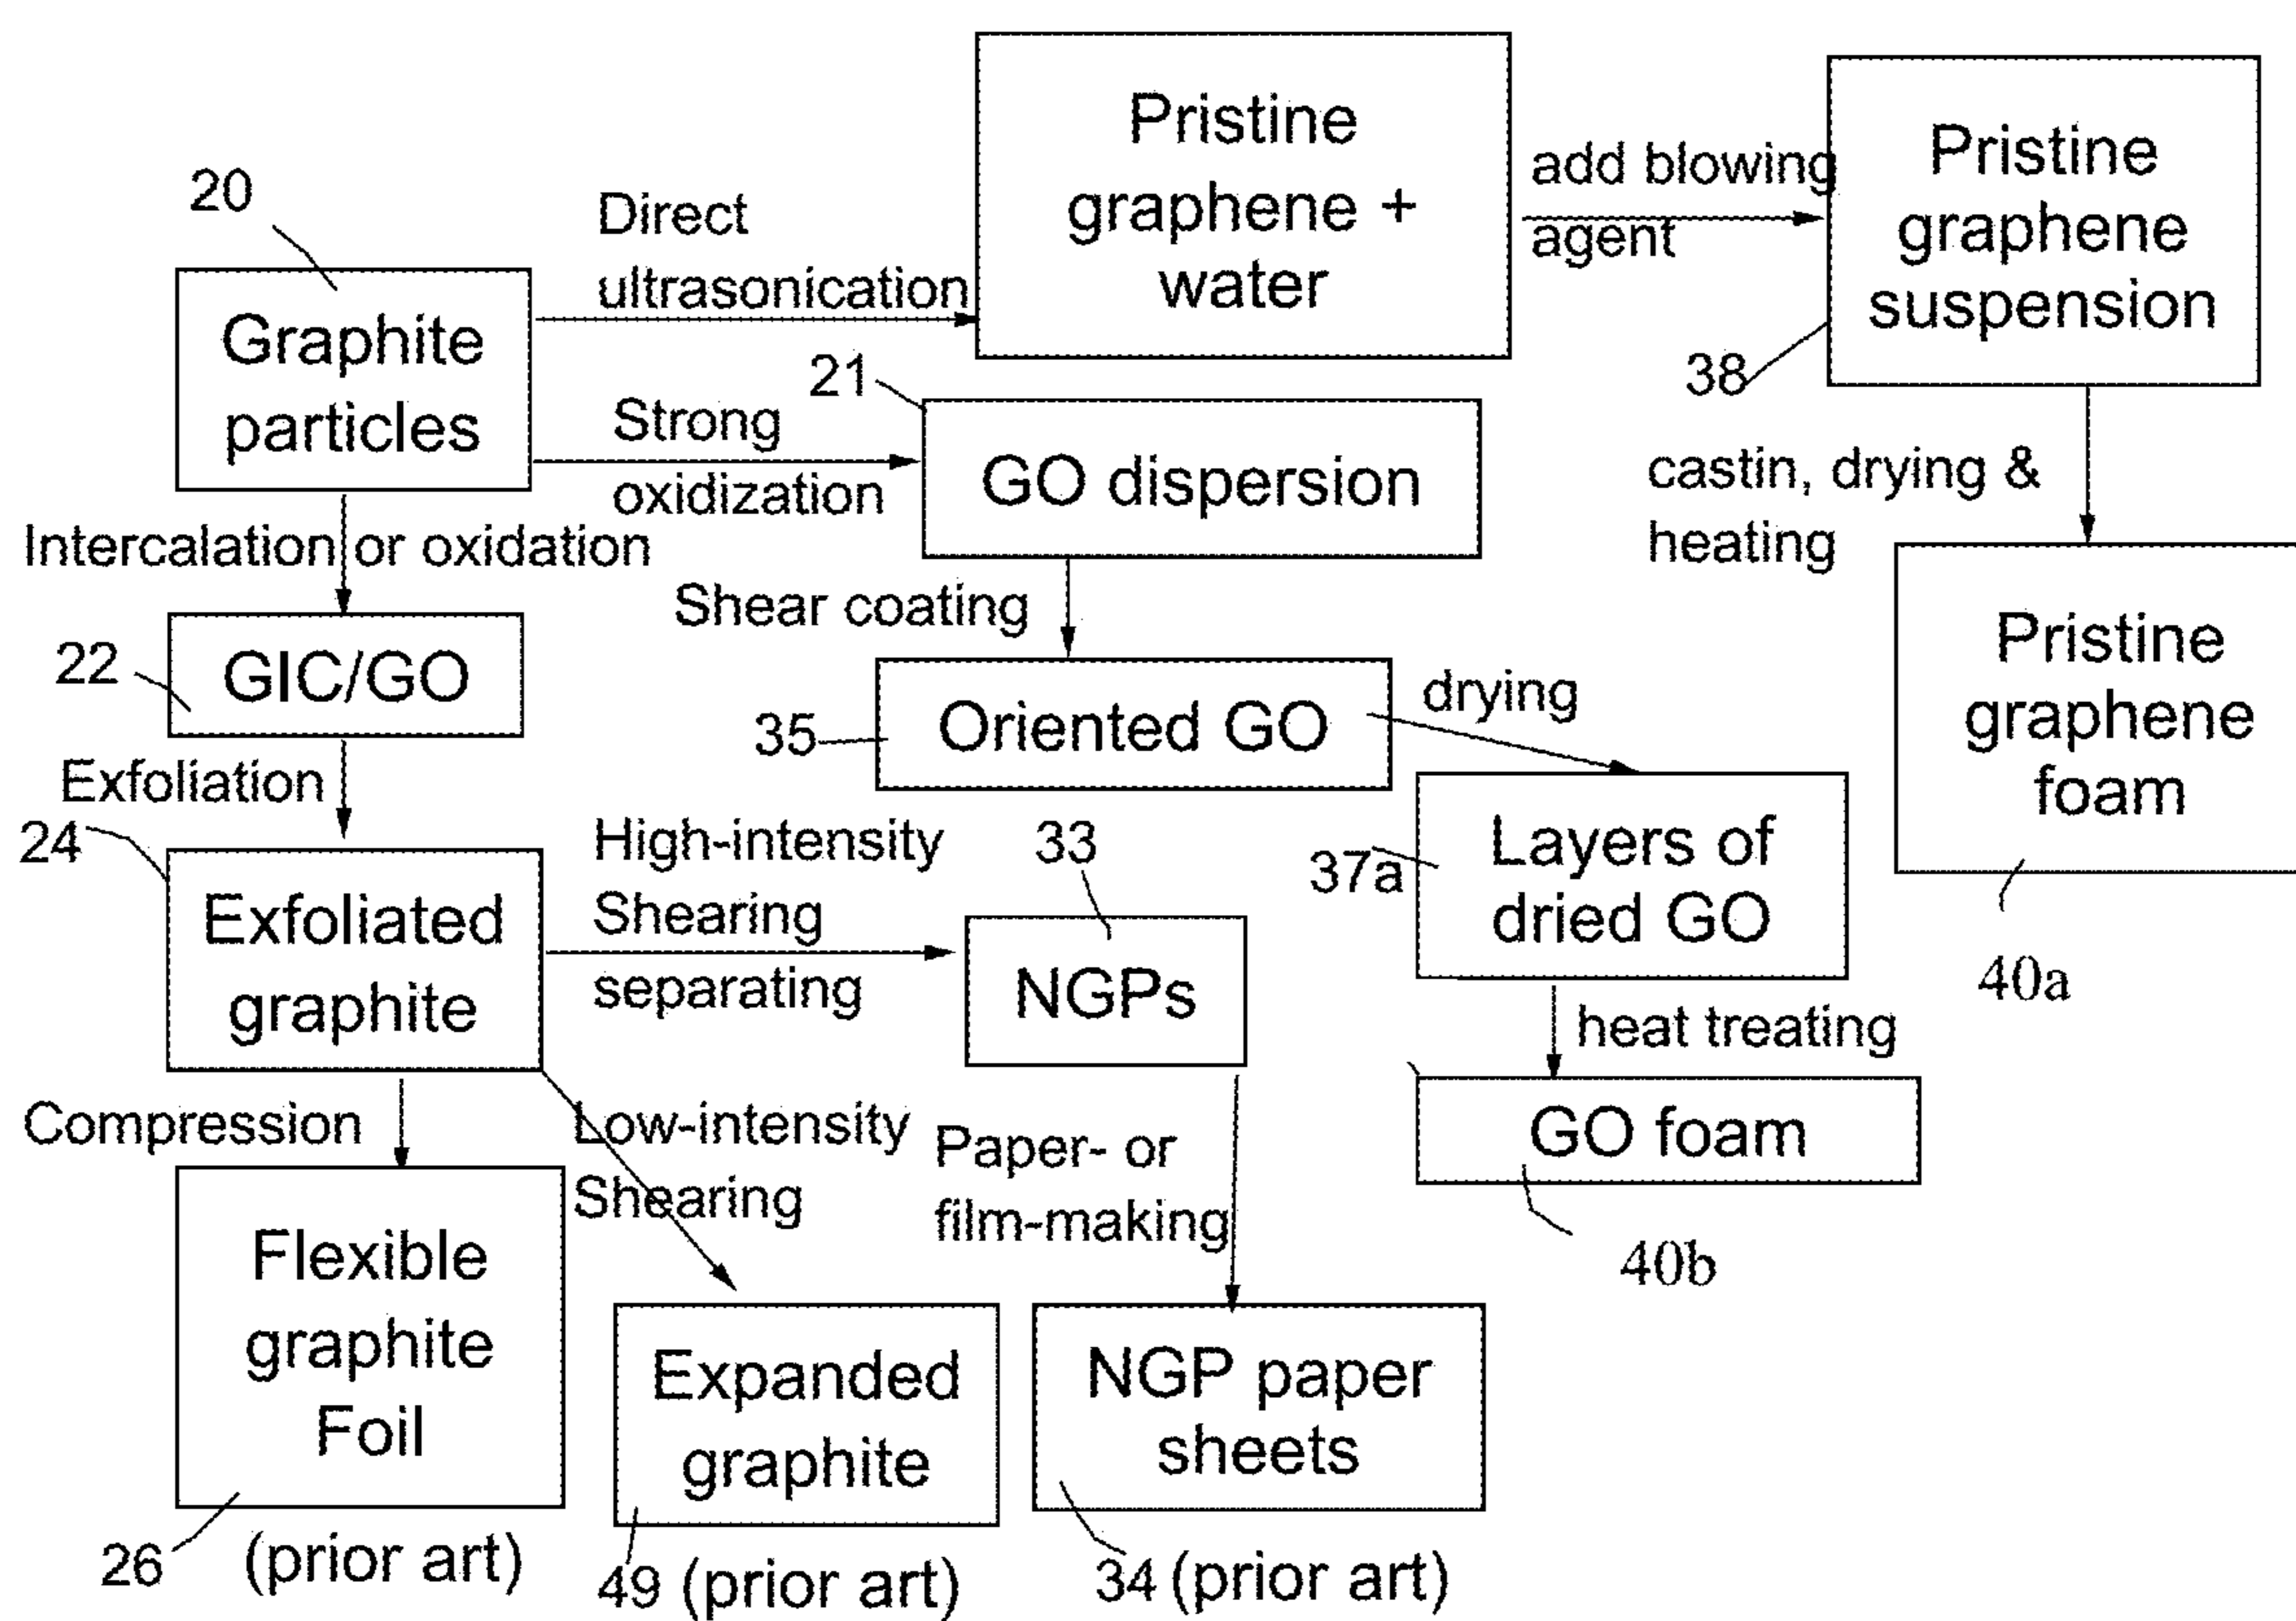 Pristine
graphene +
water
add blowing
agent
Pristine
graphene
suspension
38
20
Direct
ultrasonication
Graphite
particles
21
Strong
oxidization
GO dispersion
castin, drying &
heating
Intercalation or oxidation
Shear coating
22
GIC/GO
35
Oriented GO
drying
Pristine
graphene
foam
40a
Exfoliation
24
Exfoliated
graphite
High-intensity
Shearing
separating
33
NGPs
37a
Layers of
dried GO
heat treating
GO foam
40b
Compression
Low-intensity
Shearing
Paper- or
film-making
Flexible
graphite
Foil
26
(prior art)
Expanded
graphite
49 (prior art)
NGP paper
sheets
34 (prior art)